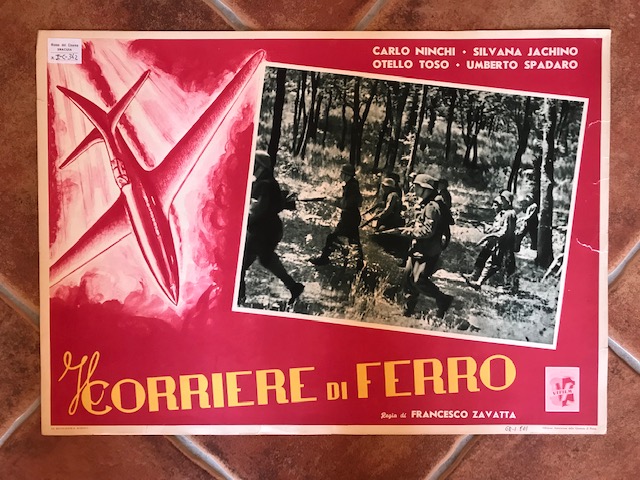 CARLO NINCHI · SILVANA JACHINO
OTELLO TOSO · UMBERTO SPADARO
Il CORRIERE DI FERRO
Regia di FRANCESCO ZAVATTA